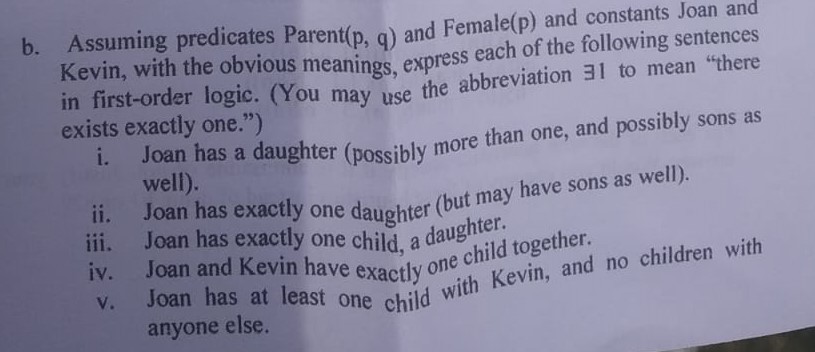 b. Assuming predicates Parent(p, q) and Female(p) and constants Joan and
Kevin, with the obvious meanings, express each of the following sentences
in first-order logic. (You may use the abbreviation ∃1 to mean “there
exists exactly one.”)
i. Joan has a daughter (possibly more than one, and possibly sons as
well).
ii. Joan has exactly one daughter (but may have sons as well).
iii. Joan has exactly one child, a daughter.
iv. Joan and Kevin have exactly one child together.
v. Joan has at least one child with Kevin, and no children with
anyone else.